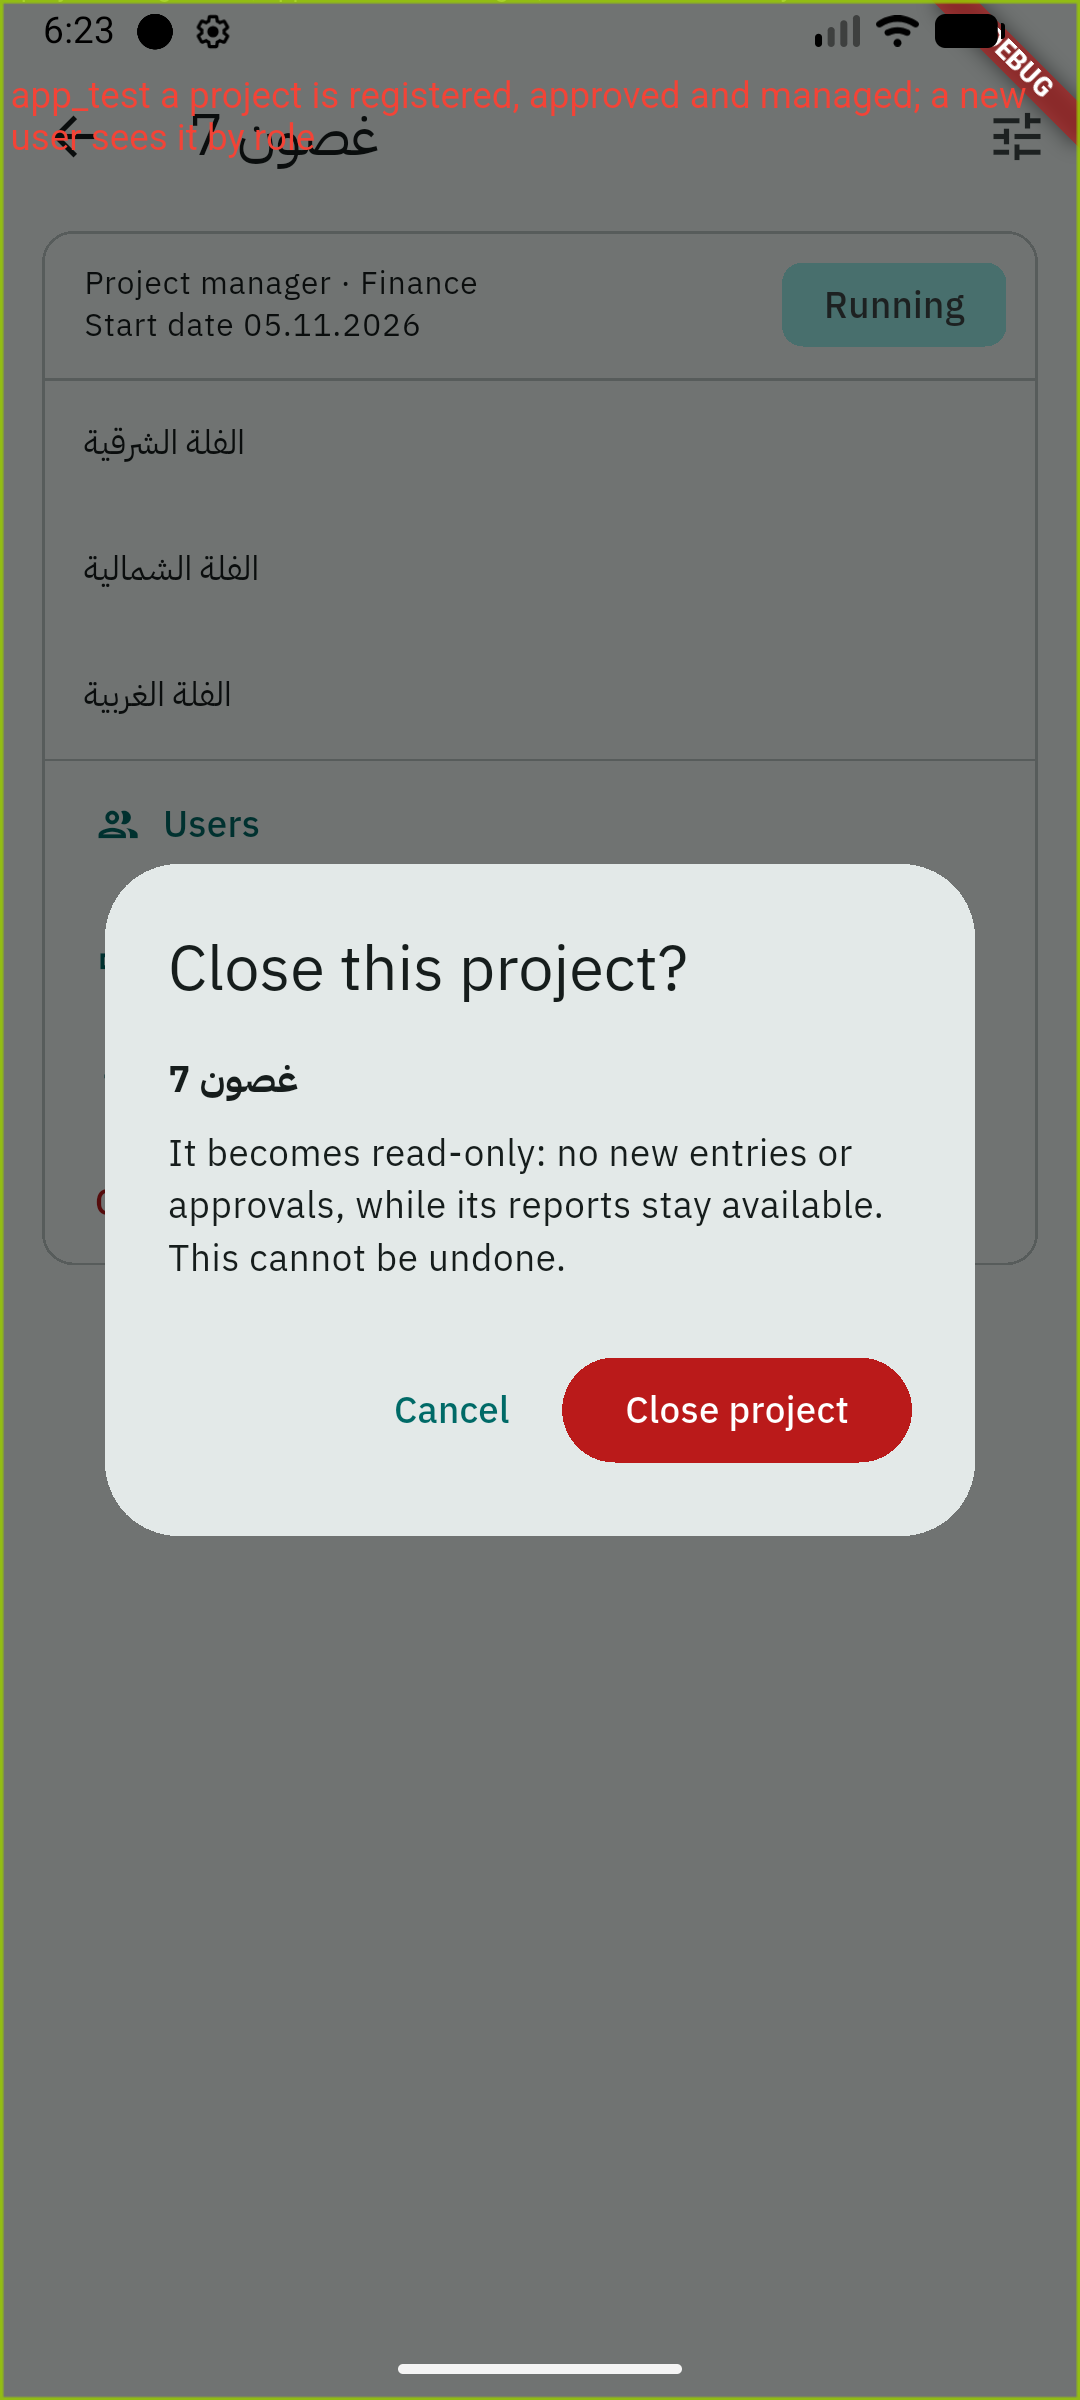 6:23
DEBUG
app_test a project is registered, approved and managed; a new
user sees it by role
غصون 7
Project manager · Finance
Start date 05.11.2026
Running
الفلة الشرقية
الفلة الشمالية
الفلة الغربية
Users
Close this project?
غصون 7
It becomes read-only: no new entries or
approvals, while its reports stay available.
This cannot be undone.
Cancel
Close project